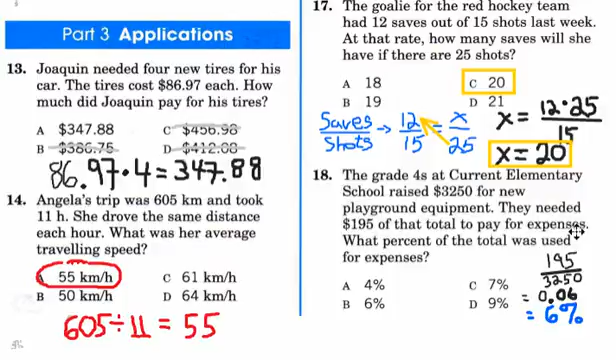 Part 3 Applications
13. Joaquin needed four new tires for his
car. The tires cost $86.97 each. How
much did Joaquin pay for his tires?
A $347.88 C $456.98
B $386.75 D $412.68
86.97·4=347.88
14. Angela's trip was 605 km and took
11 h. She drove the same distance
each hour. What was her average
travelling speed?
A 55 km/h C 61 km/h
B 50 km/h D 64 km/h
605÷11=55
17. The goalie for the red hockey team
had 12 saves out of 15 shots last week.
At that rate, how many saves will she
have if there are 25 shots?
A 18 C 20
B 19 D 21
Saves/Shots → 12/15 = x/25
x = 12·25/15
x=20
18. The grade 4s at Current Elementary
School raised $3250 for new
playground equipment. They needed
$195 of that total to pay for expenses.
What percent of the total was used
for expenses?
A 4% C 7%
B 6% D 9%
195/3250
= 0.06
= 6%